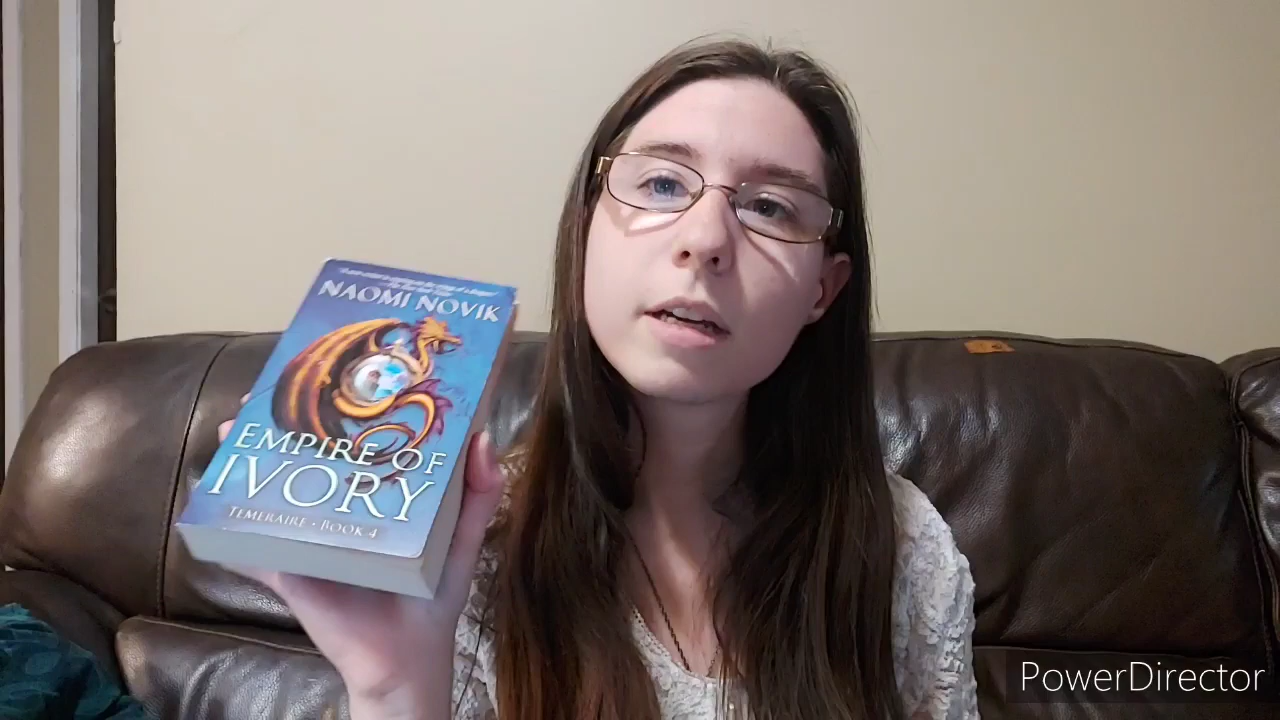 NAOMI NOVIK
EMPIRE OF
IVORY
TEMERAIRE • BOOK 4
PowerDirector